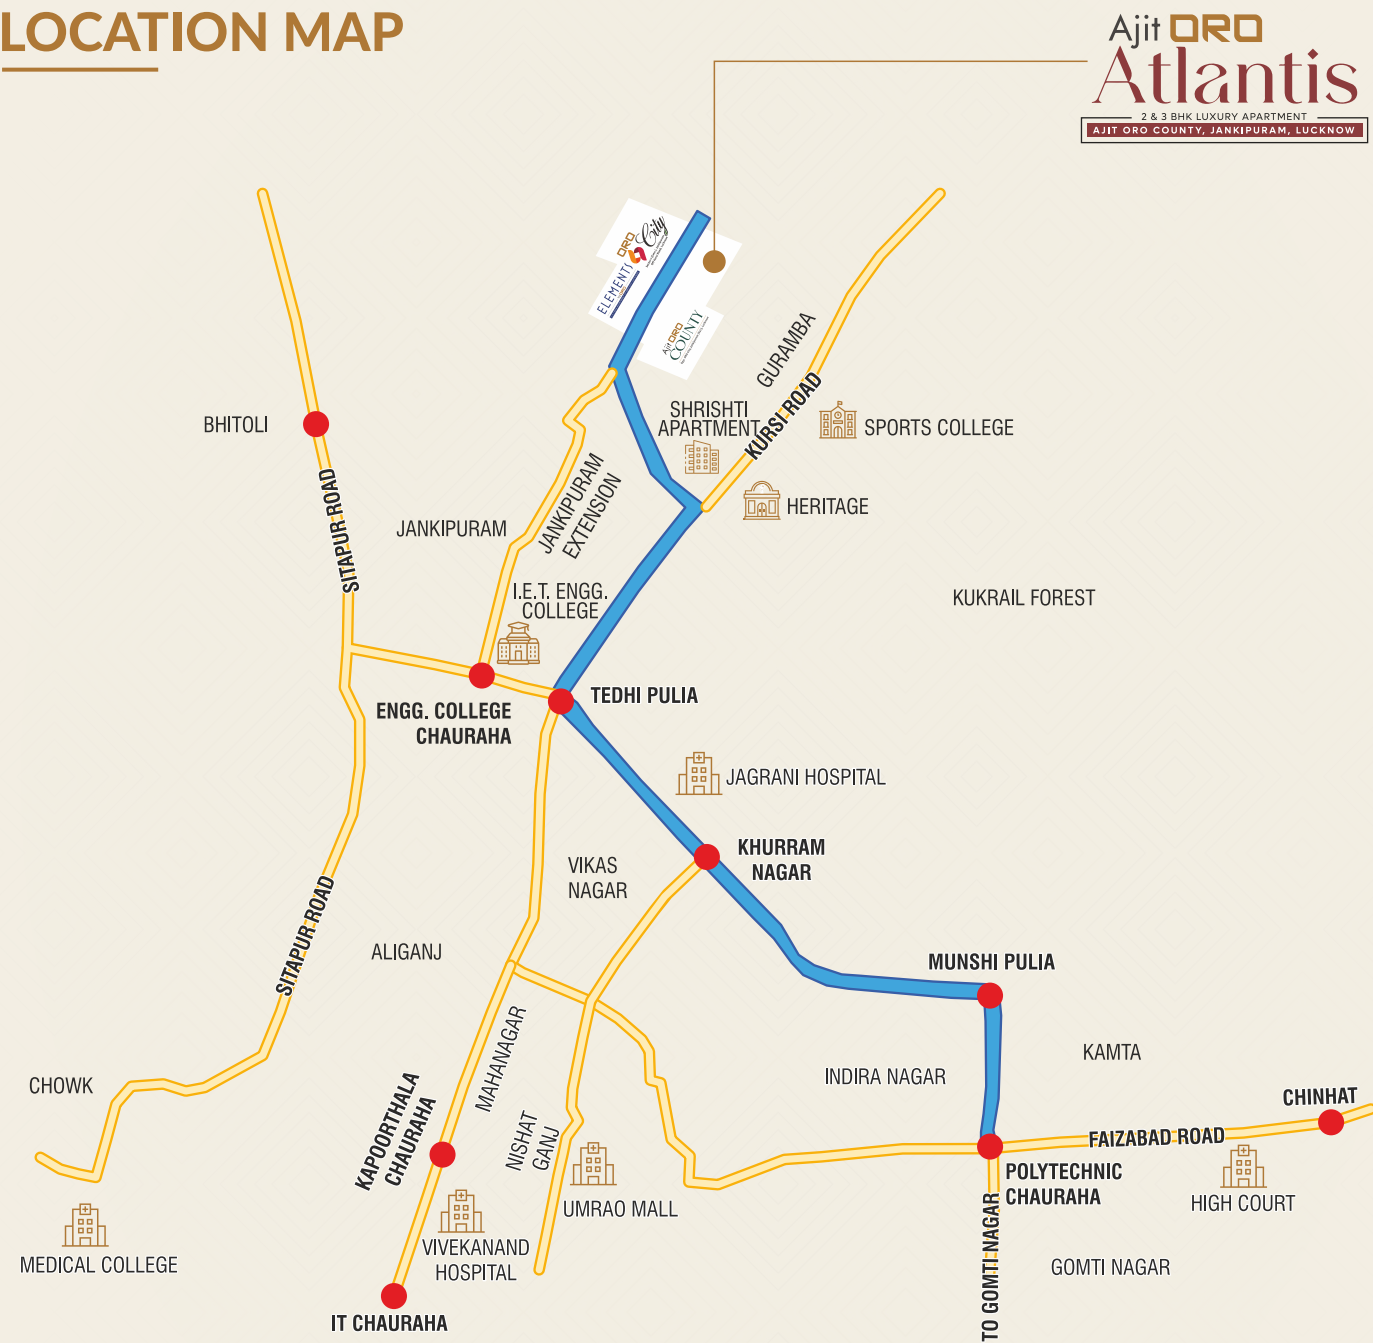 LOCATION MAP
Ajit ORO
Atlantis
2 & 3 BHK LUXURY APARTMENT
AJIT ORO COUNTY, JANKIPURAM, LUCKNOW
ORO
City
ELEMENTS
Ajit ORO
COUNTY
GURAMBA
KURSI ROAD
SHRISHTI
APARTMENT
SPORTS COLLEGE
HERITAGE
BHITOLI
SITAPUR ROAD
JANKIPURAM
JANKIPURAM
EXTENSION
I.E.T. ENGG.
COLLEGE
KUKRAIL FOREST
ENGG. COLLEGE
CHAURAHA
TEDHI PULIA
JAGRANI HOSPITAL
KHURRAM
NAGAR
VIKAS
NAGAR
SITAPUR ROAD
ALIGANJ
MUNSHI PULIA
MAHANAGAR
KAMTA
INDIRA NAGAR
CHOWK
KAPOORTHALA
CHAURAHA
NISHAT
GANJ
CHINHAT
FAIZABAD ROAD
POLYTECHNIC
CHAURAHA
HIGH COURT
UMRAO MALL
VIVEKANAND
HOSPITAL
MEDICAL COLLEGE
TO GOMTI NAGAR
GOMTI NAGAR
IT CHAURAHA